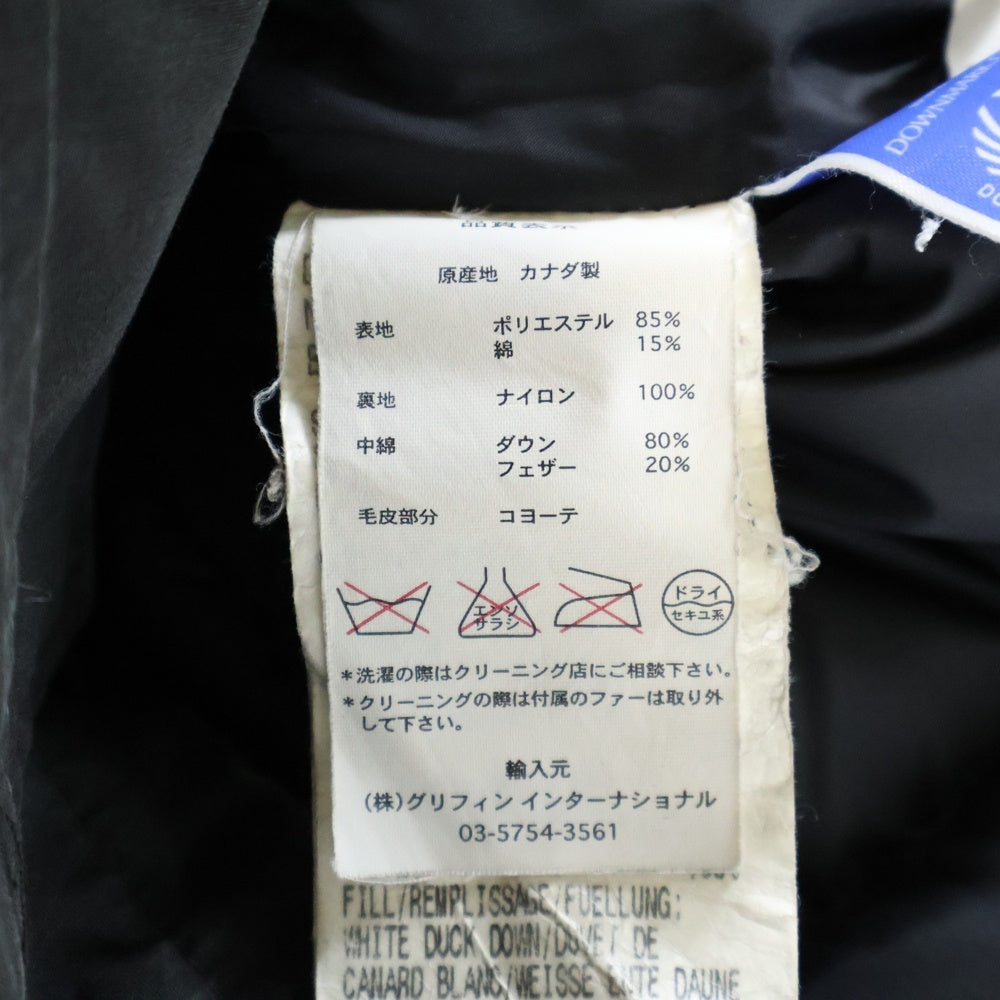 DOWNMARK
品質表示
原産地 カナダ製
表地 ポリエステル 85%
綿 15%
裏地 ナイロン 100%
中綿 ダウン 80%
フェザー 20%
毛皮部分 コヨーテ
エンソ
サラシ
ドライ
セキユ系
*洗濯の際はクリーニング店にご相談下さい。
*クリーニングの際は付属のファーは取り外
して下さい。
輸入元
(株)グリフィン インターナショナル
03-5754-3561
FILL/REMPLISSAGE/FUELLUNG:
WHITE DUCK DOWN/DUVET DE
CANARD BLANC/WEISSE ENTE DAUNE